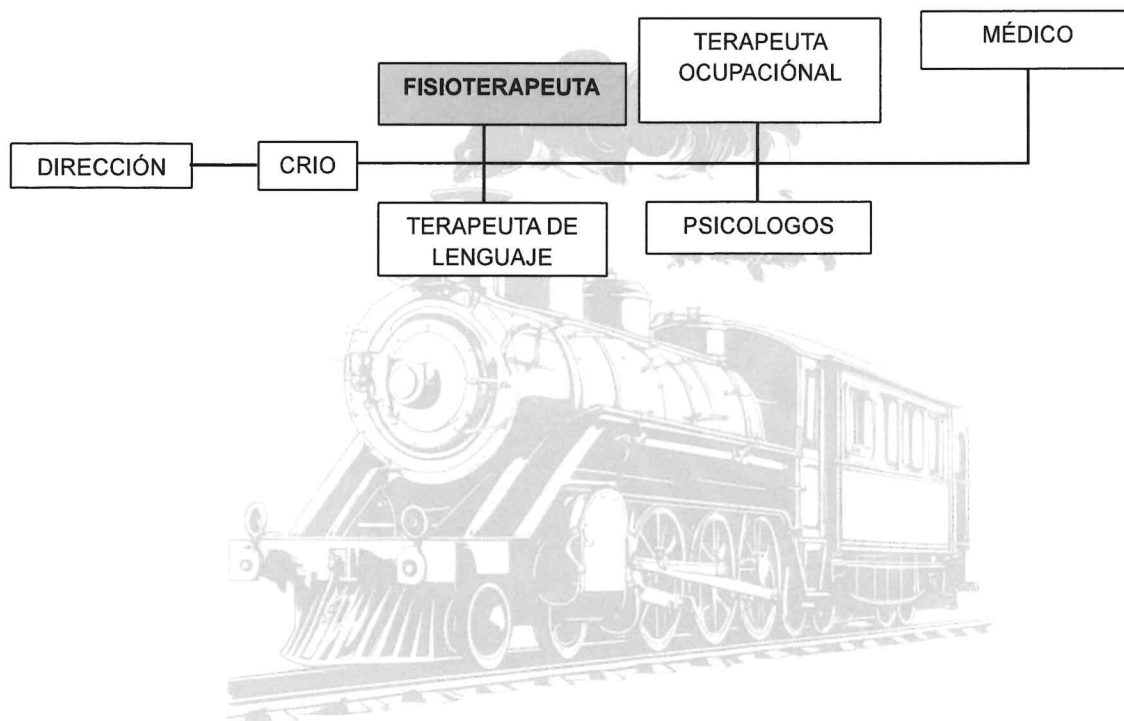 MÉDICO
TERAPEUTA
OCUPACIÓNAL
FISIOTERAPEUTA
DIRECCIÓN
CRIO
TERAPEUTA DE
LENGUAJE
PSICOLOGOS